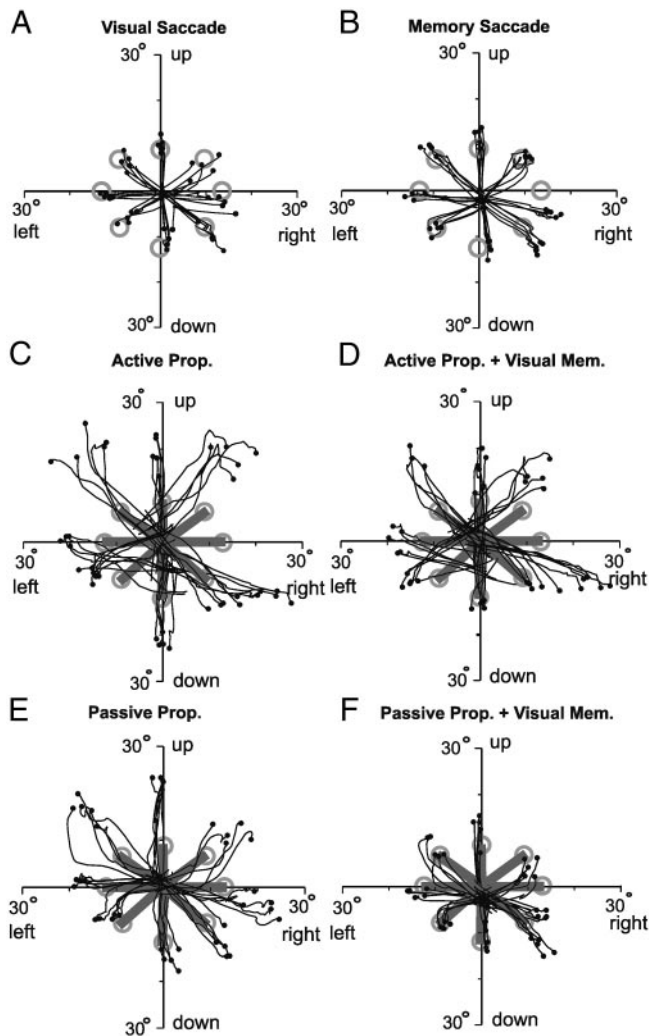 A
Visual Saccade
30°
up
30°
left
30°
right
30°
down
B
Memory Saccade
30°
up
30°
left
30°
right
30°
down
C
Active Prop.
30°
up
30°
left
30°
right
30°
down
D
Active Prop. + Visual Mem.
30°
up
30°
left
30°
right
30°
down
E
Passive Prop.
30°
up
30°
left
30°
right
30°
down
F
Passive Prop. + Visual Mem.
30°
up
30°
left
30°
right
30°
down